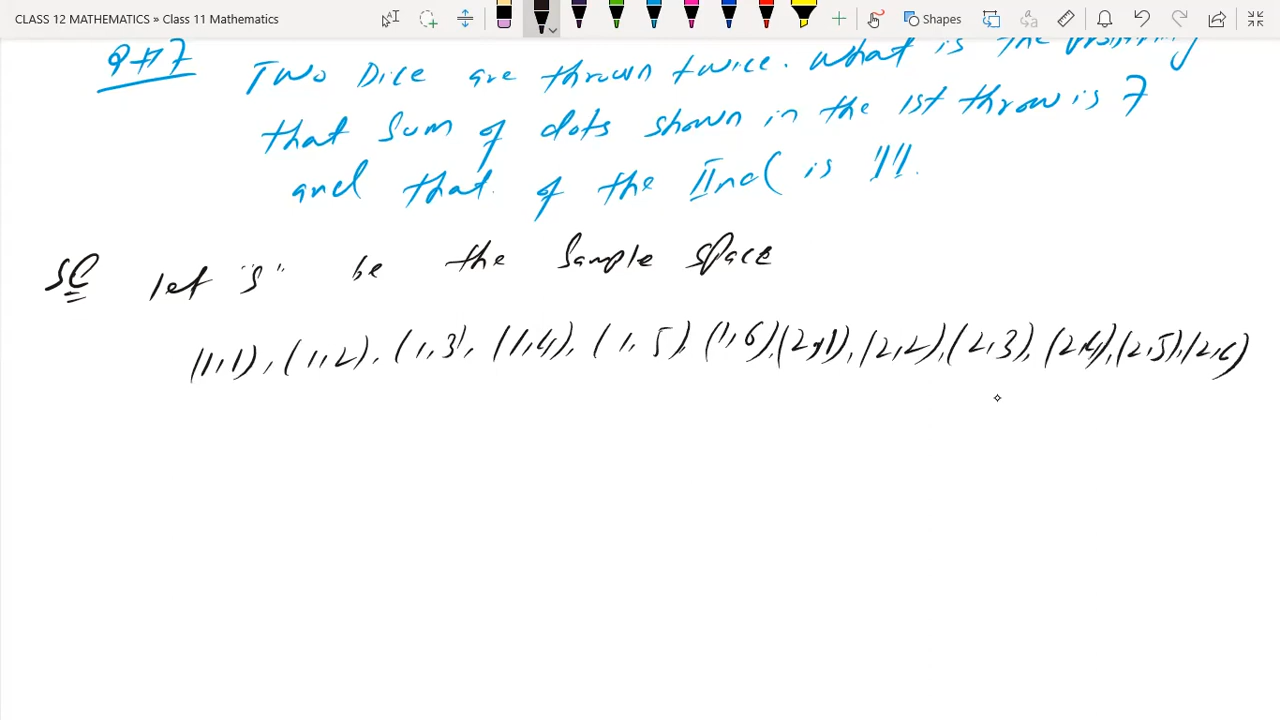 CLASS 12 MATHEMATICS » Class 11 Mathematics
Shapes
Q#7 Two Dice are thrown twice. What is the
that sum of dots shown in the 1st throw is 7
and that of the IInd is 11.
let "S" be the Sample space
(1,1), (1,2), (1,3), (1,4), (1,5), (1,6), (2,1), (2,2), (2,3), (2,4), (2,5), (2,6)